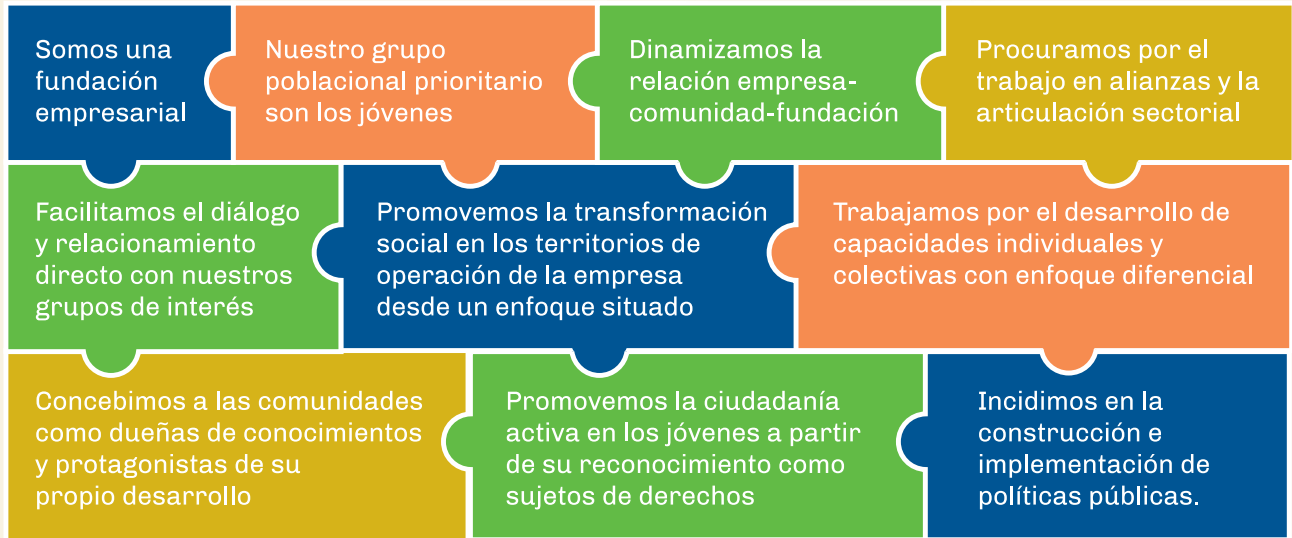 Somos una
fundación
empresarial
Nuestro grupo
poblacional prioritario
son los jóvenes
Dinamizamos la
relación empresa-
comunidad-fundación
Procuramos por el
trabajo en alianzas y la
articulación sectorial
Facilitamos el diálogo
y relacionamiento
directo con nuestros
grupos de interés
Promovemos la transformación
social en los territorios de
operación de la empresa
desde un enfoque situado
Trabajamos por el desarrollo de
capacidades individuales y
colectivas con enfoque diferencial
Concebimos a las comunidades
como dueñas de conocimientos
y protagonistas de su
propio desarrollo
Promovemos la ciudadanía
activa en los jóvenes a partir
de su reconocimiento como
sujetos de derechos
Incidimos en la
construcción e
implementación de
políticas públicas.